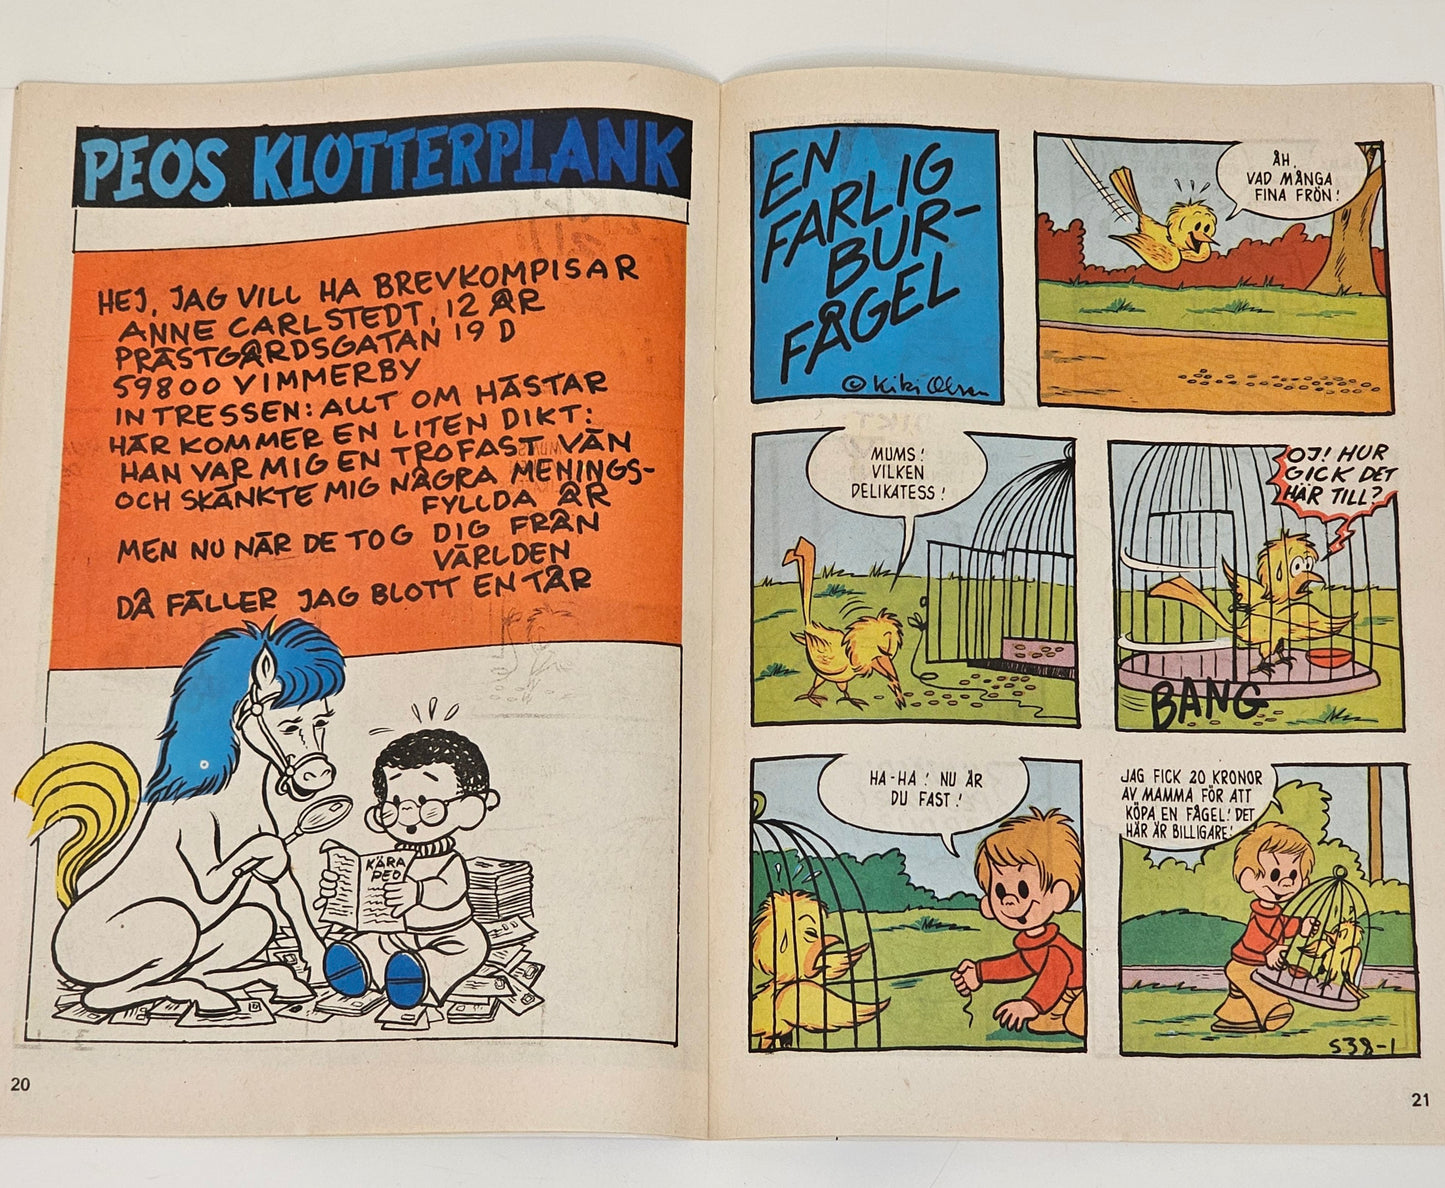 PEOS KLOTTERPLANK
HEJ, JAG VILL HA BREVKOMPISAR
ANNE CARLSTEDT, 12 ÅR
PRÄSTGÅRDSGATAN 19 D
59800 VIMMERBY
INTRESSEN: ALLT OM HÄSTAR
HÄR KOMMER EN LITEN DIKT:
HAN VAR MIG EN TROFAST VÄN
OCH SKÄNKTE MIG NÅGRA MENINGS-
FYLLDA ÅR
MEN NU NÄR DE TOG DIG FRÅN
VÄRLDEN
DÅ FÄLLER JAG BLOTT EN TÅR
KÄRA
PEO
20
EN
FARLIG
BUR-
FÅGEL
© Kiki Olsen
ÅH,
VAD MÅNGA
FINA FRÖN!
MUMS!
VILKEN
DELIKATESS!
OJ! HUR
GICK DET
HÄR TILL?
BANG
HA-HA! NU ÄR
DU FAST!
JAG FICK 20 KRONOR
AV MAMMA FÖR ATT
KÖPA EN FÅGEL! DET
HÄR ÄR BILLIGARE!
S38-1
21